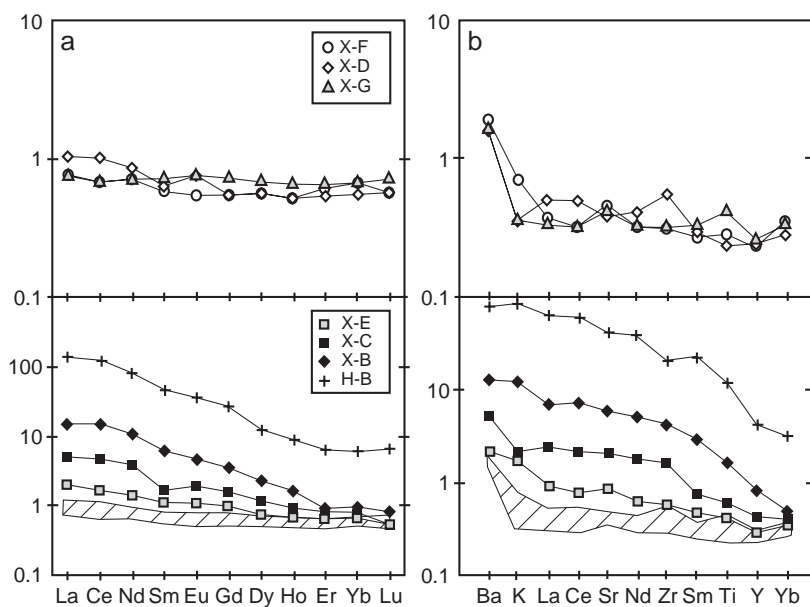 a
X-F
X-D
X-G
10
1
0.1
b
10
1
0.1
X-E
X-C
X-B
H-B
100
10
1
0.1
10
1
0.1
La Ce Nd Sm Eu Gd Dy Ho Er Yb Lu
Ba K La Ce Sr Nd Zr Sm Ti Y Yb